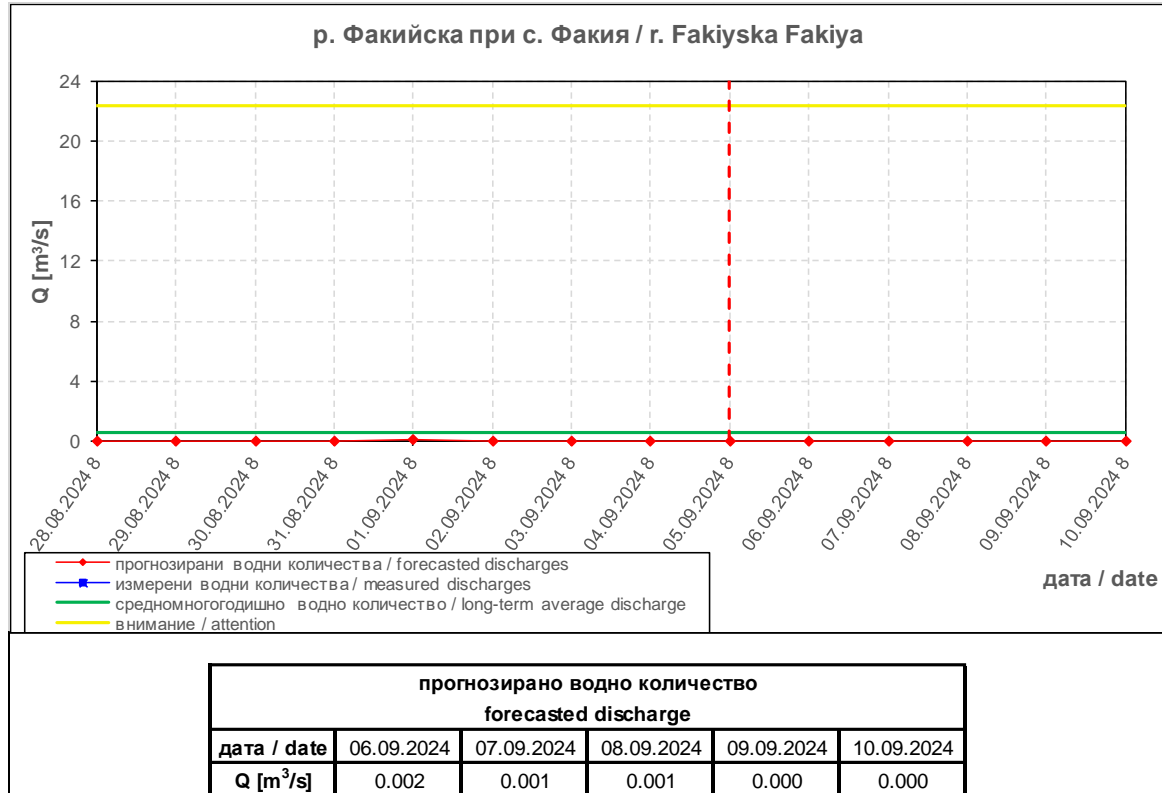 р. Факийска при с. Факия / r. Fakiyska Fakiya
24
20
16
12
8
4
0
Q [m³/s]
28.08.2024 8
29.08.2024 8
30.08.2024 8
31.08.2024 8
01.09.2024 8
02.09.2024 8
03.09.2024 8
04.09.2024 8
05.09.2024 8
06.09.2024 8
07.09.2024 8
08.09.2024 8
09.09.2024 8
10.09.2024 8
дата / date
прогнозирани водни количества / forecasted discharges
измерени водни количества / measured discharges
средномногогодишно водно количество / long-term average discharge
внимание / attention
прогнозирано водно количество
forecasted discharge
дата / date 06.09.2024 07.09.2024 08.09.2024 09.09.2024 10.09.2024
Q [m³/s] 0.002 0.001 0.001 0.000 0.000